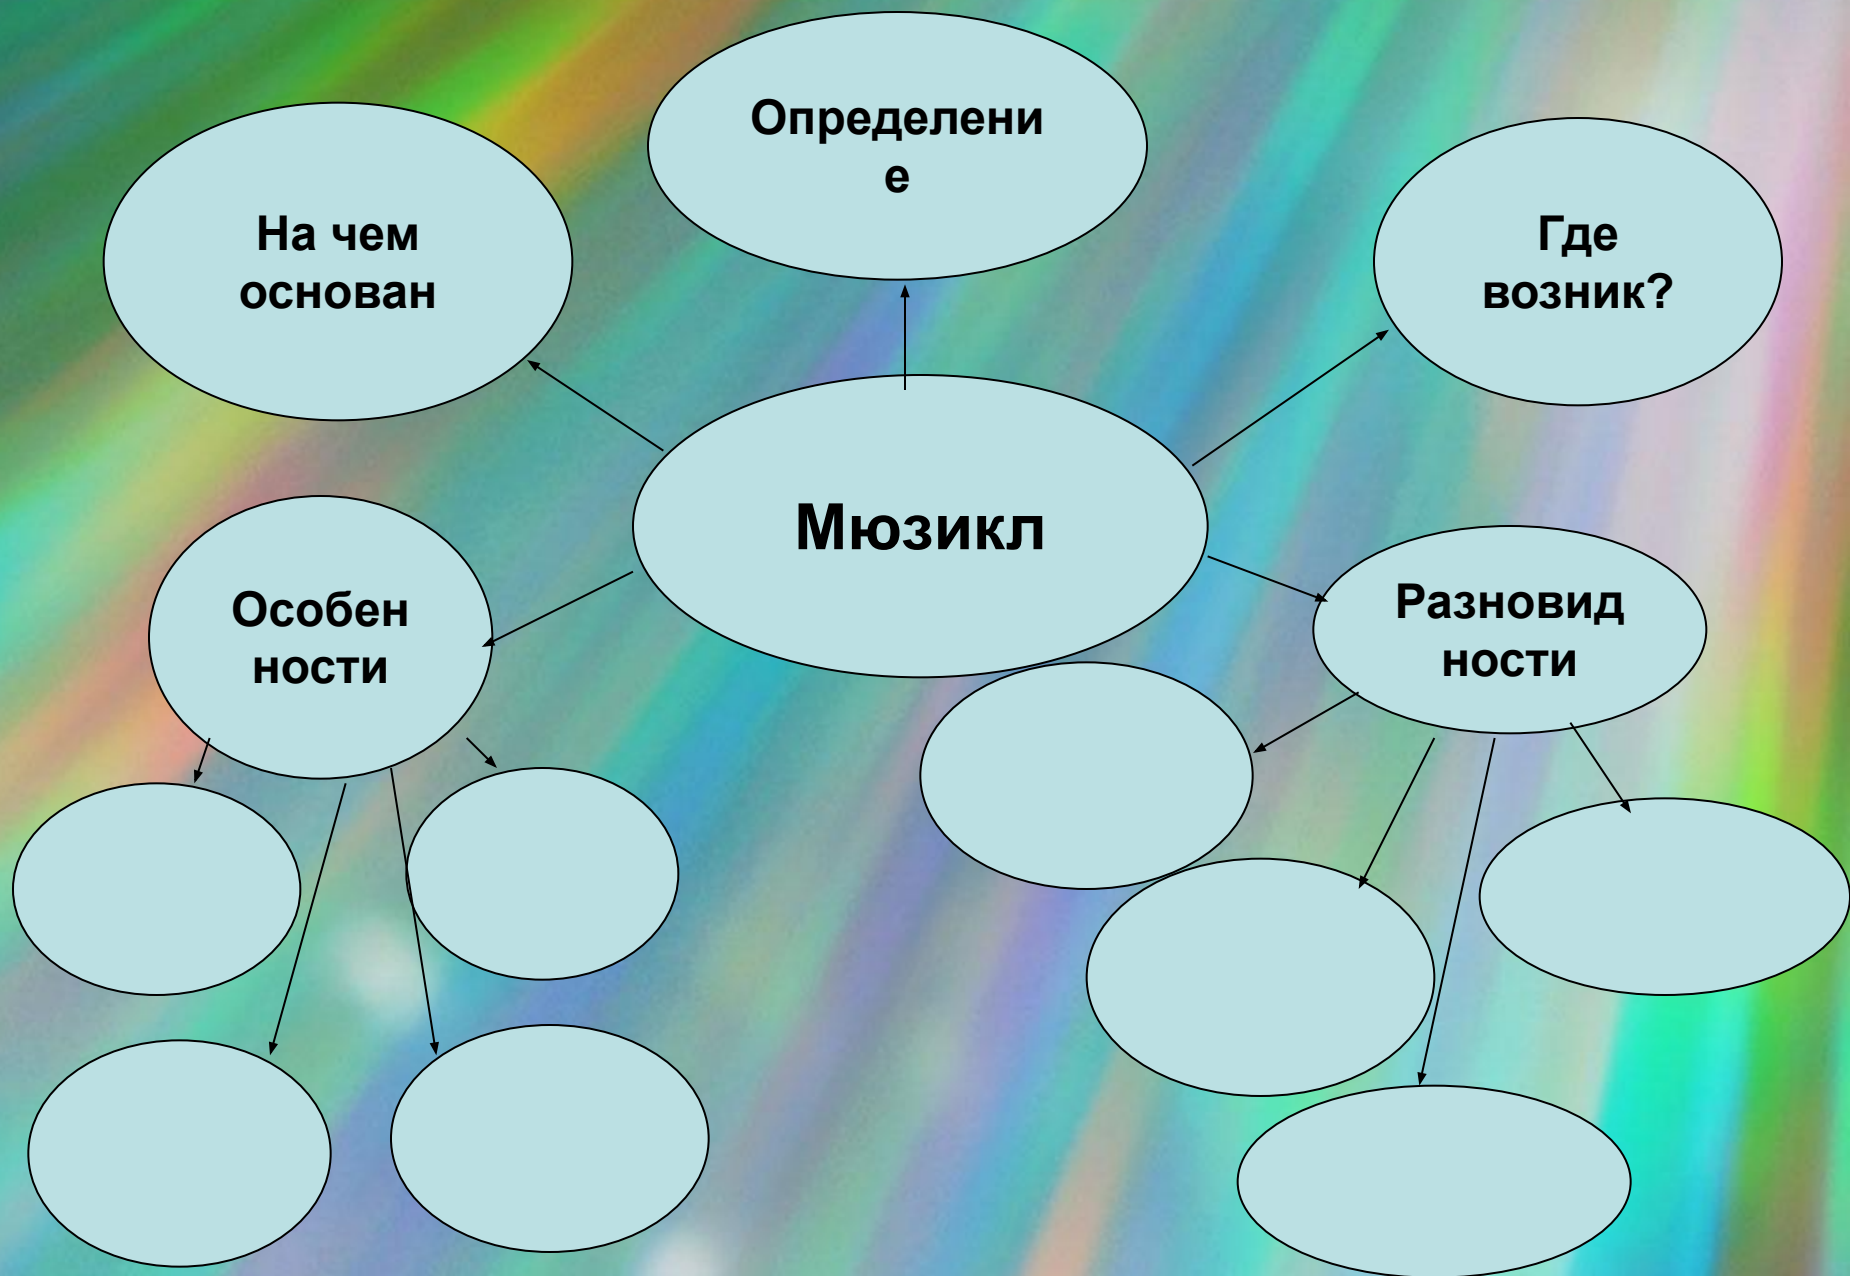 Определени
е
На чем
основан
Где
возник?
Мюзикл
Особен
ности
Разновид
ности